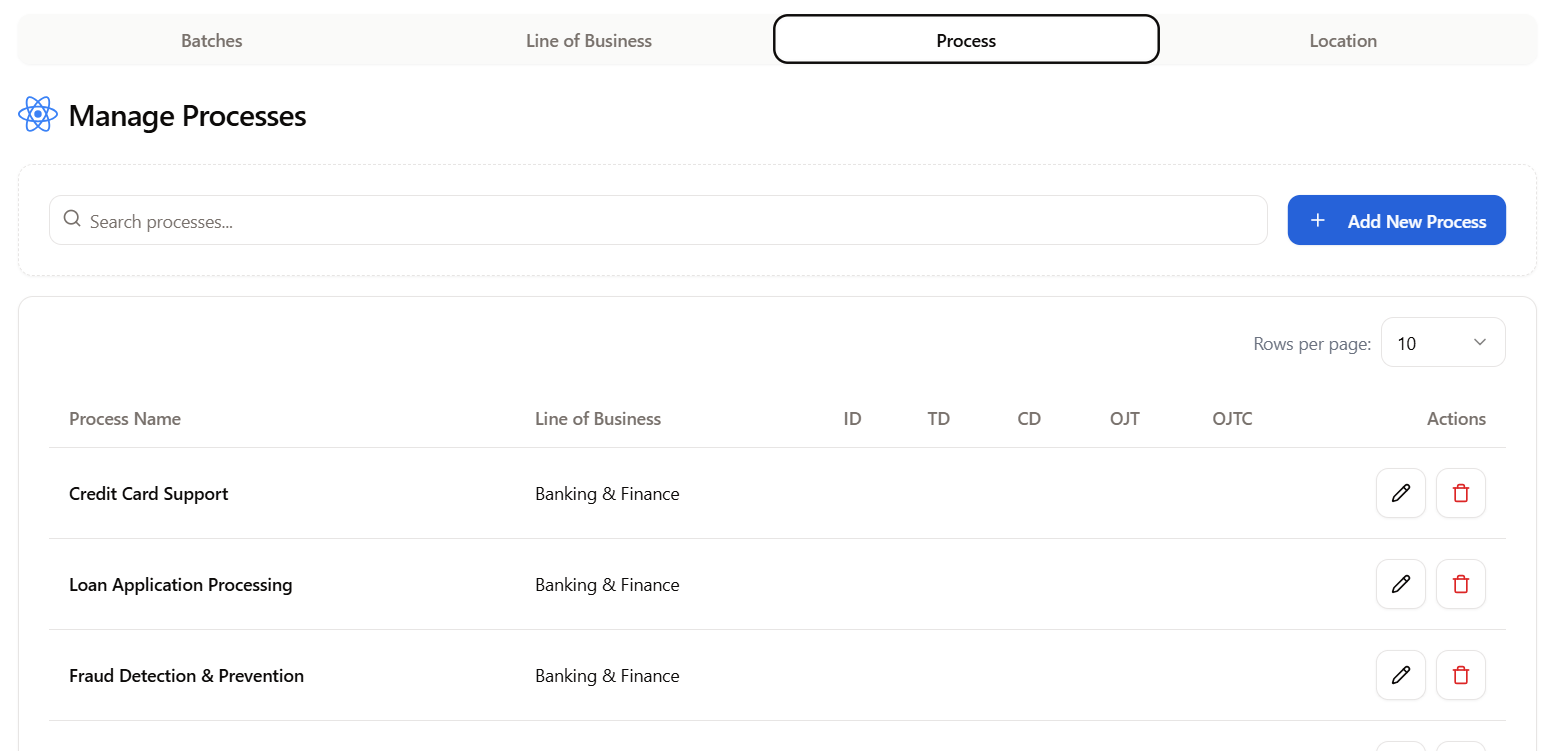 Batches Line of Business Process Location
Manage Processes
Search processes...
Add New Process
Rows per page: 10
Process Name Line of Business ID TD CD OJT OJTC Actions
Credit Card Support Banking & Finance
Loan Application Processing Banking & Finance
Fraud Detection & Prevention Banking & Finance